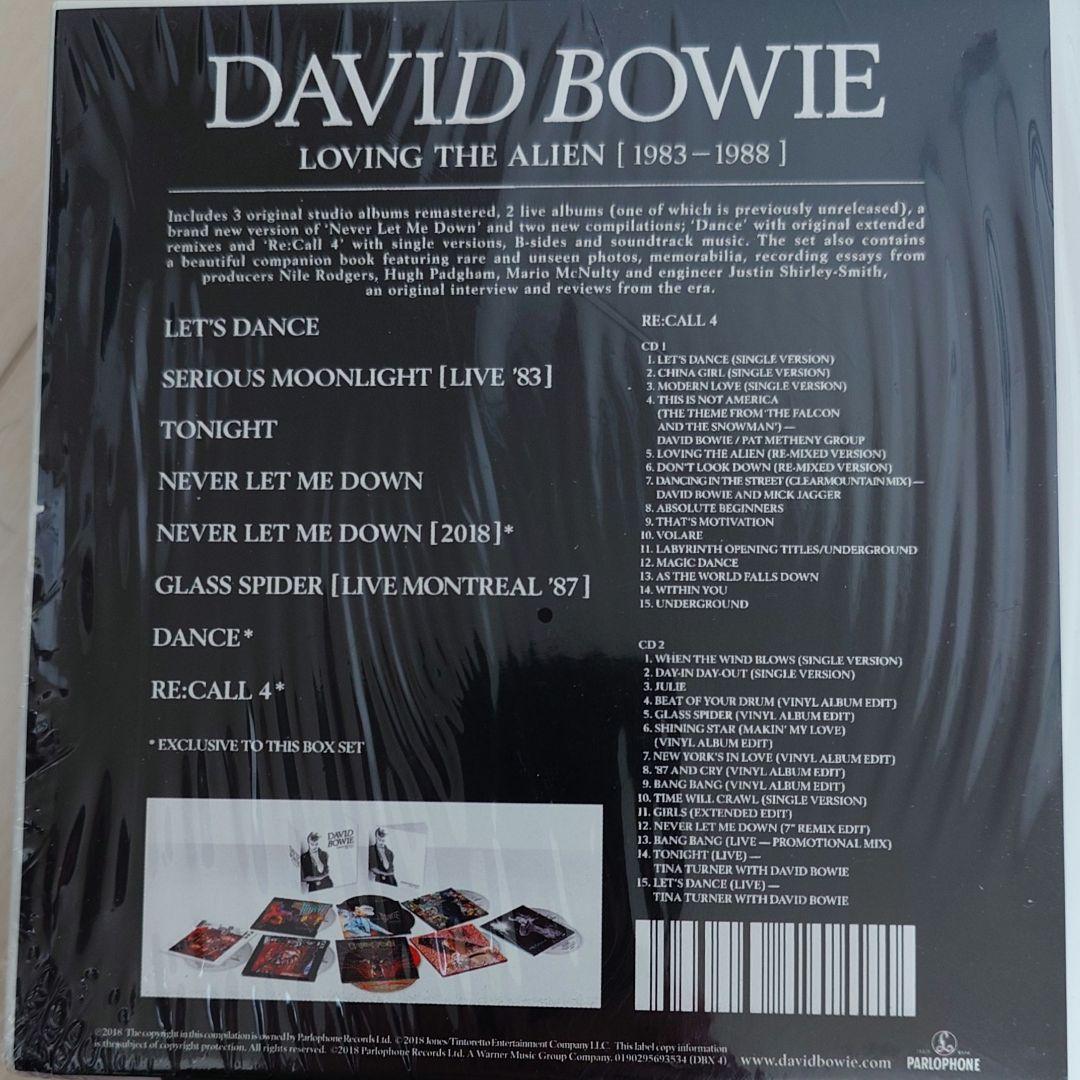 DAVID BOWIE
LOVING THE ALIEN [ 1983 – 1988 ]
Includes 3 original studio albums remastered, 2 live albums (one of which is previously unreleased), a
brand new version of 'Never Let Me Down' and two new compilations; 'Dance' with original extended
remixes and 'Re:Call 4' with single versions, B-sides and soundtrack music. The set also contains
a beautiful companion book featuring rare and unseen photos, memorabilia, recording essays from
producers Nile Rodgers, Hugh Padgham, Mario McNulty and engineer Justin Shirley-Smith,
an original interview and reviews from the era.
LET'S DANCE
SERIOUS MOONLIGHT [LIVE '83]
TONIGHT
NEVER LET ME DOWN
NEVER LET ME DOWN [2018]*
GLASS SPIDER [LIVE MONTREAL '87]
DANCE*
RE:CALL 4*
* EXCLUSIVE TO THIS BOX SET
RE:CALL 4
CD 1
1. LET'S DANCE (SINGLE VERSION)
2. CHINA GIRL (SINGLE VERSION)
3. MODERN LOVE (SINGLE VERSION)
4. THIS IS NOT AMERICA
(THE THEME FROM 'THE FALCON
AND THE SNOWMAN') —
DAVID BOWIE / PAT METHENY GROUP
5. LOVING THE ALIEN (RE-MIXED VERSION)
6. DON'T LOOK DOWN (RE-MIXED VERSION)
7. DANCING IN THE STREET (CLEARMOUNTAIN MIX) —
DAVID BOWIE AND MICK JAGGER
8. ABSOLUTE BEGINNERS
9. THAT'S MOTIVATION
10. VOLARE
11. LABYRINTH OPENING TITLES/UNDERGROUND
12. MAGIC DANCE
13. AS THE WORLD FALLS DOWN
14. WITHIN YOU
15. UNDERGROUND
CD 2
1. WHEN THE WIND BLOWS (SINGLE VERSION)
2. DAY-IN DAY-OUT (SINGLE VERSION)
3. JULIE
4. BEAT OF YOUR DRUM (VINYL ALBUM EDIT)
5. GLASS SPIDER (VINYL ALBUM EDIT)
6. SHINING STAR (MAKIN' MY LOVE)
(VINYL ALBUM EDIT)
7. NEW YORK'S IN LOVE (VINYL ALBUM EDIT)
8. '87 AND CRY (VINYL ALBUM EDIT)
9. BANG BANG (VINYL ALBUM EDIT)
10. TIME WILL CRAWL (SINGLE VERSION)
11. GIRLS (EXTENDED EDIT)
12. NEVER LET ME DOWN (7" REMIX EDIT)
13. BANG BANG (LIVE — PROMOTIONAL MIX)
14. TONIGHT (LIVE) —
TINA TURNER WITH DAVID BOWIE
15. LET'S DANCE (LIVE) —
TINA TURNER WITH DAVID BOWIE
DAVID
BOWIE
℗2018 The copyright in this compilation is owned by Parlophone Records Ltd. © 2018 Jones/Tintoretto Entertainment Company LLC. This label copy information
is the subject of copyright protection. All rights reserved. ©2018 Parlophone Records Ltd. A Warner Music Group Company. 0190295693534 (DBX 4)
www.davidbowie.com
PARLOPHONE